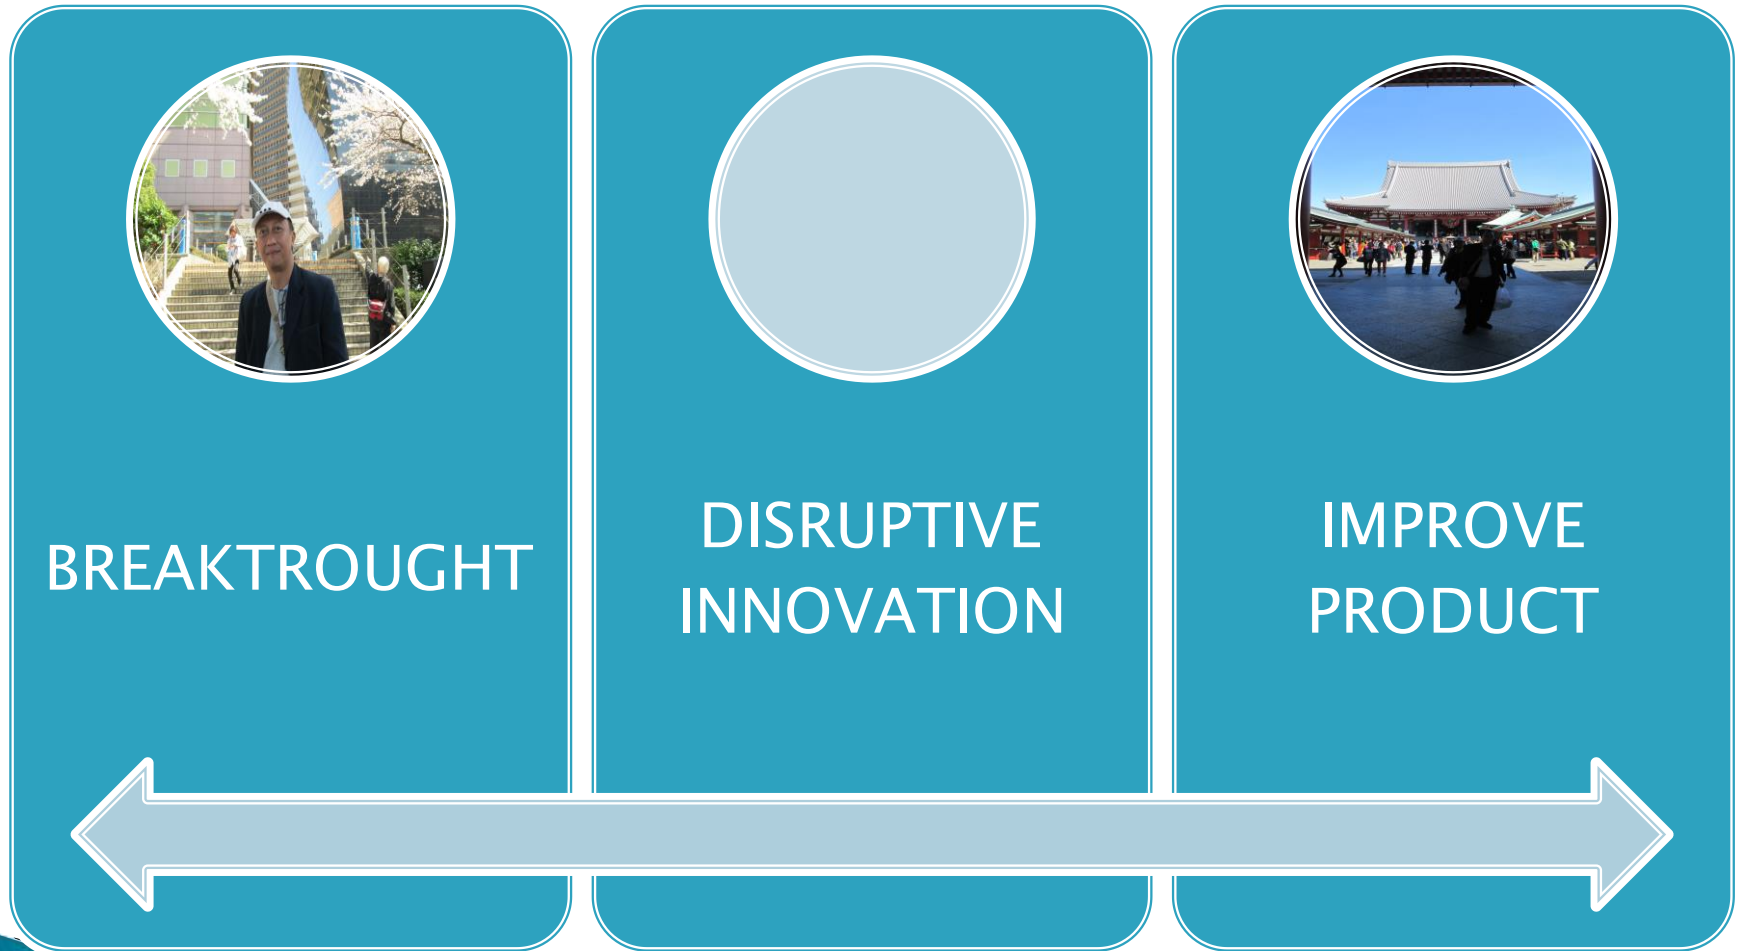 BREAKTROUGHT
DISRUPTIVE
INNOVATION
IMPROVE
PRODUCT